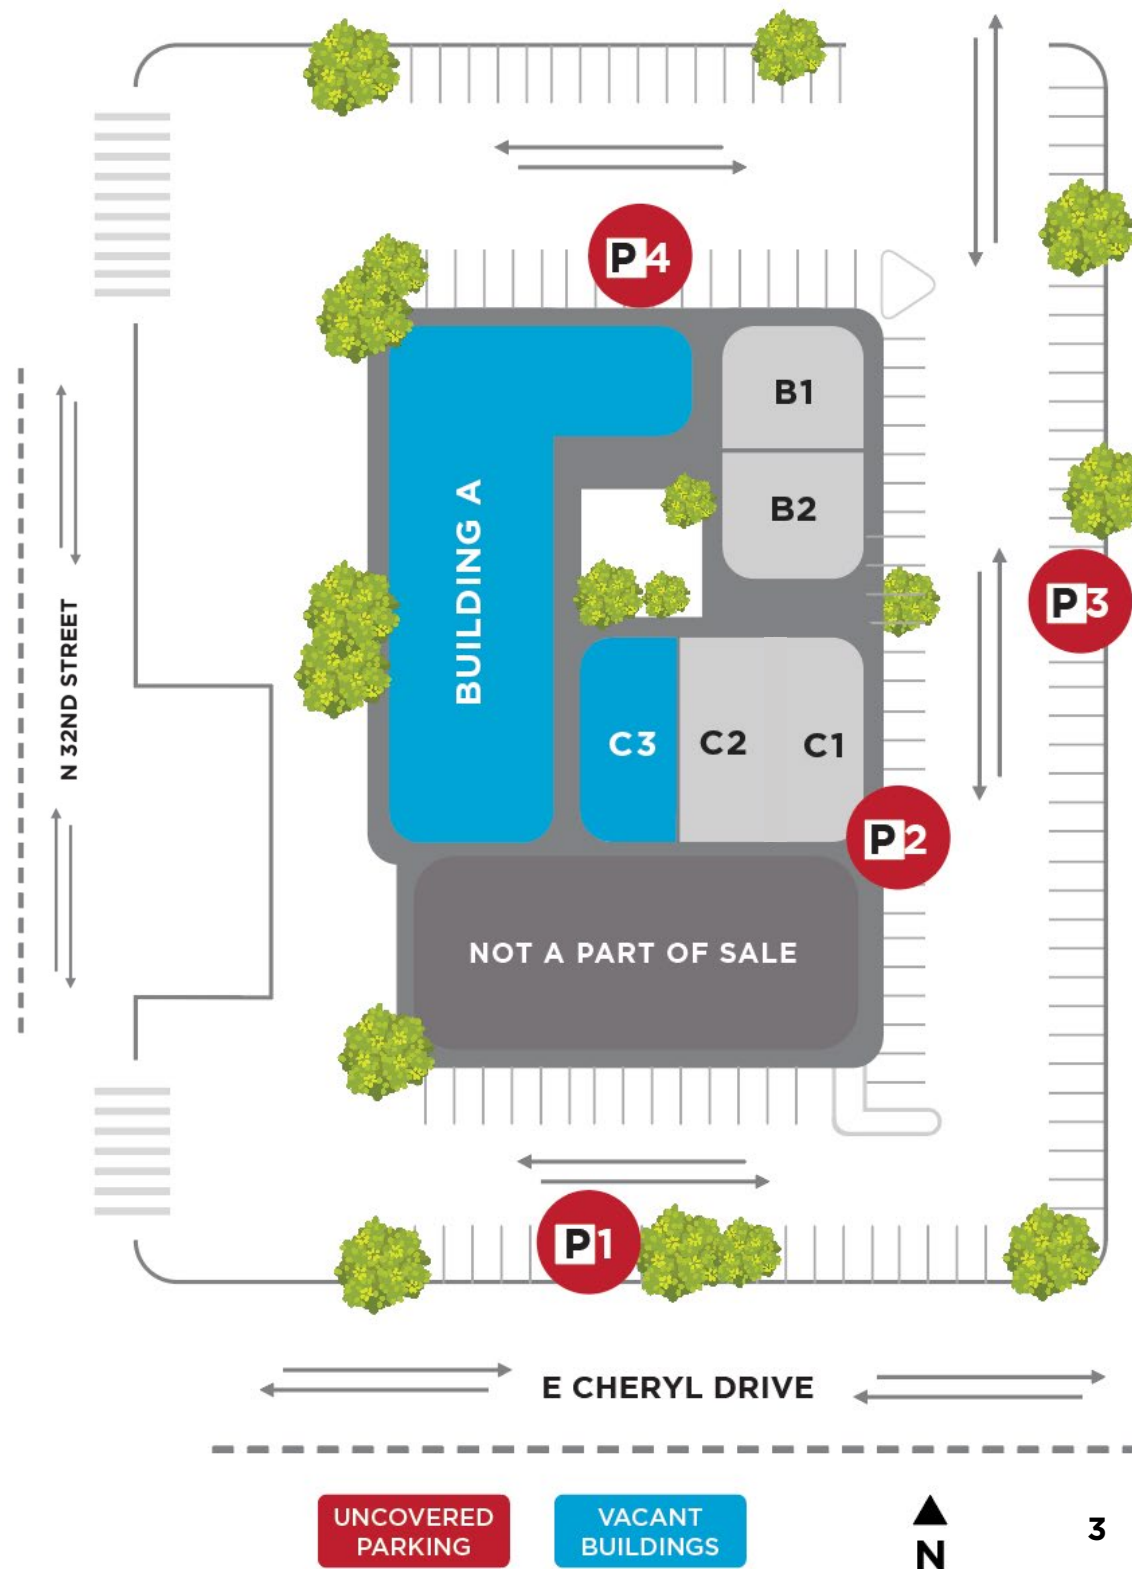 P4
B1
B2
BUILDING A
P3
N 32ND STREET
C3
C2
C1
P2
NOT A PART OF SALE
P1
E CHERYL DRIVE
UNCOVERED
PARKING
VACANT
BUILDINGS
N
3